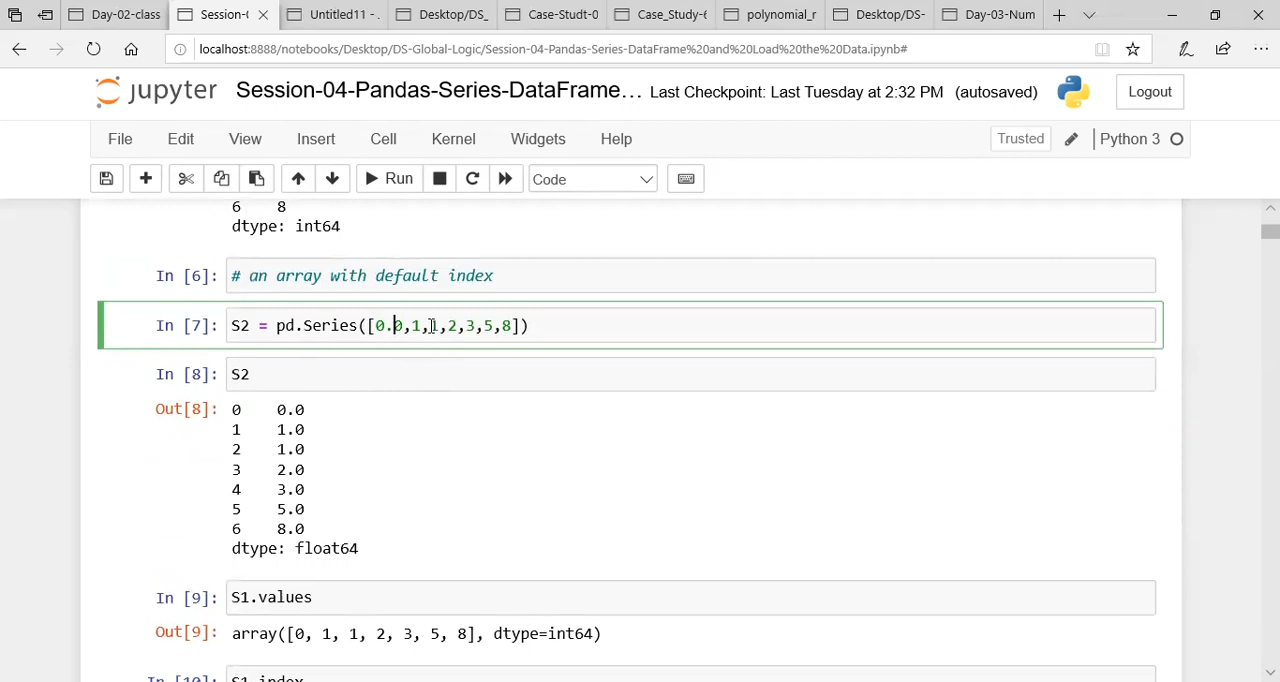 Day-02-class
Session-(
Untitled11 - .
Desktop/DS_
Case-Studt-0
Case_Study-6
polynomial_r
Desktop/DS-
Day-03-Num
localhost:8888/notebooks/Desktop/DS-Global-Logic/Session-04-Pandas-Series-DataFrame%20and%20Load%20the%20Data.ipynb#
jupyter Session-04-Pandas-Series-DataFrame... Last Checkpoint: Last Tuesday at 2:32 PM (autosaved) Logout
File Edit View Insert Cell Kernel Widgets Help Trusted Python 3
Run Code
6 8
dtype: int64
In [6]: # an array with default index
In [7]: S2 = pd.Series([0.0,1,1,2,3,5,8])
In [8]: S2
Out[8]: 0 0.0
1 1.0
2 1.0
3 2.0
4 3.0
5 5.0
6 8.0
dtype: float64
In [9]: S1.values
Out[9]: array([0, 1, 1, 2, 3, 5, 8], dtype=int64)
In [10]: S1.index